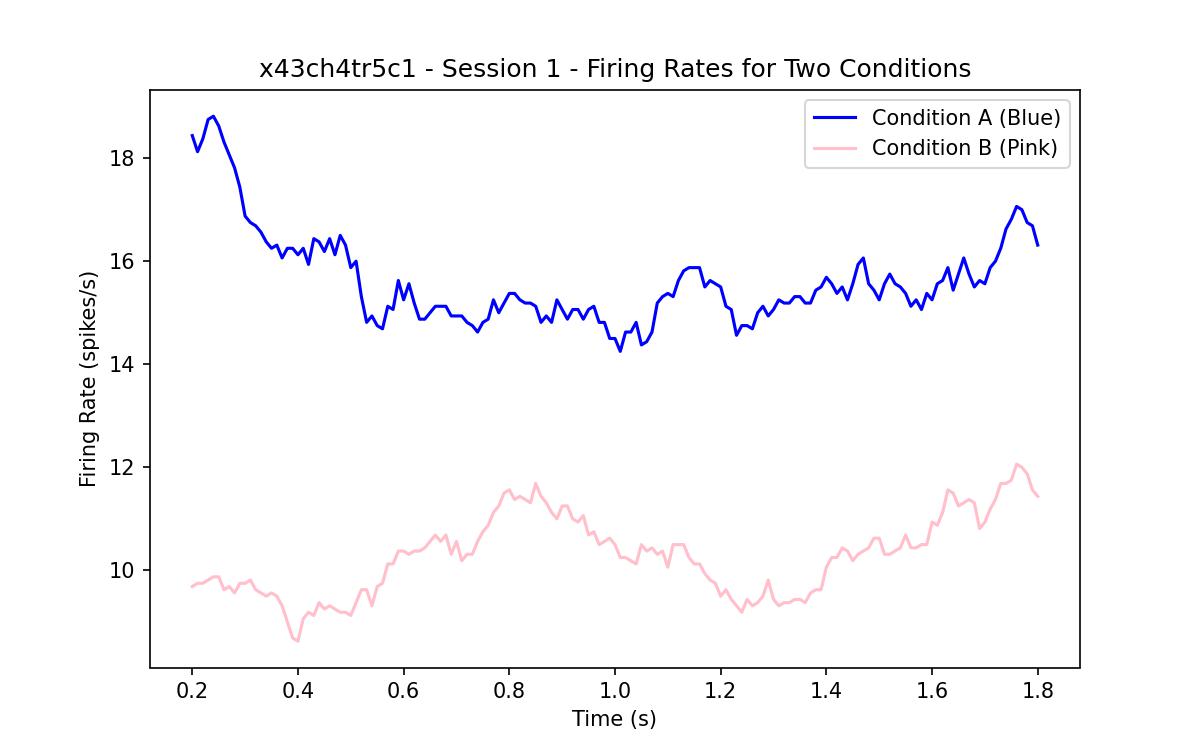 x43ch4tr5c1 - Session 1 - Firing Rates for Two Conditions
Condition A (Blue)
Condition B (Pink)
Firing Rate (spikes/s)
18
16
14
12
10
0.2 0.4 0.6 0.8 1.0 1.2 1.4 1.6 1.8
Time (s)